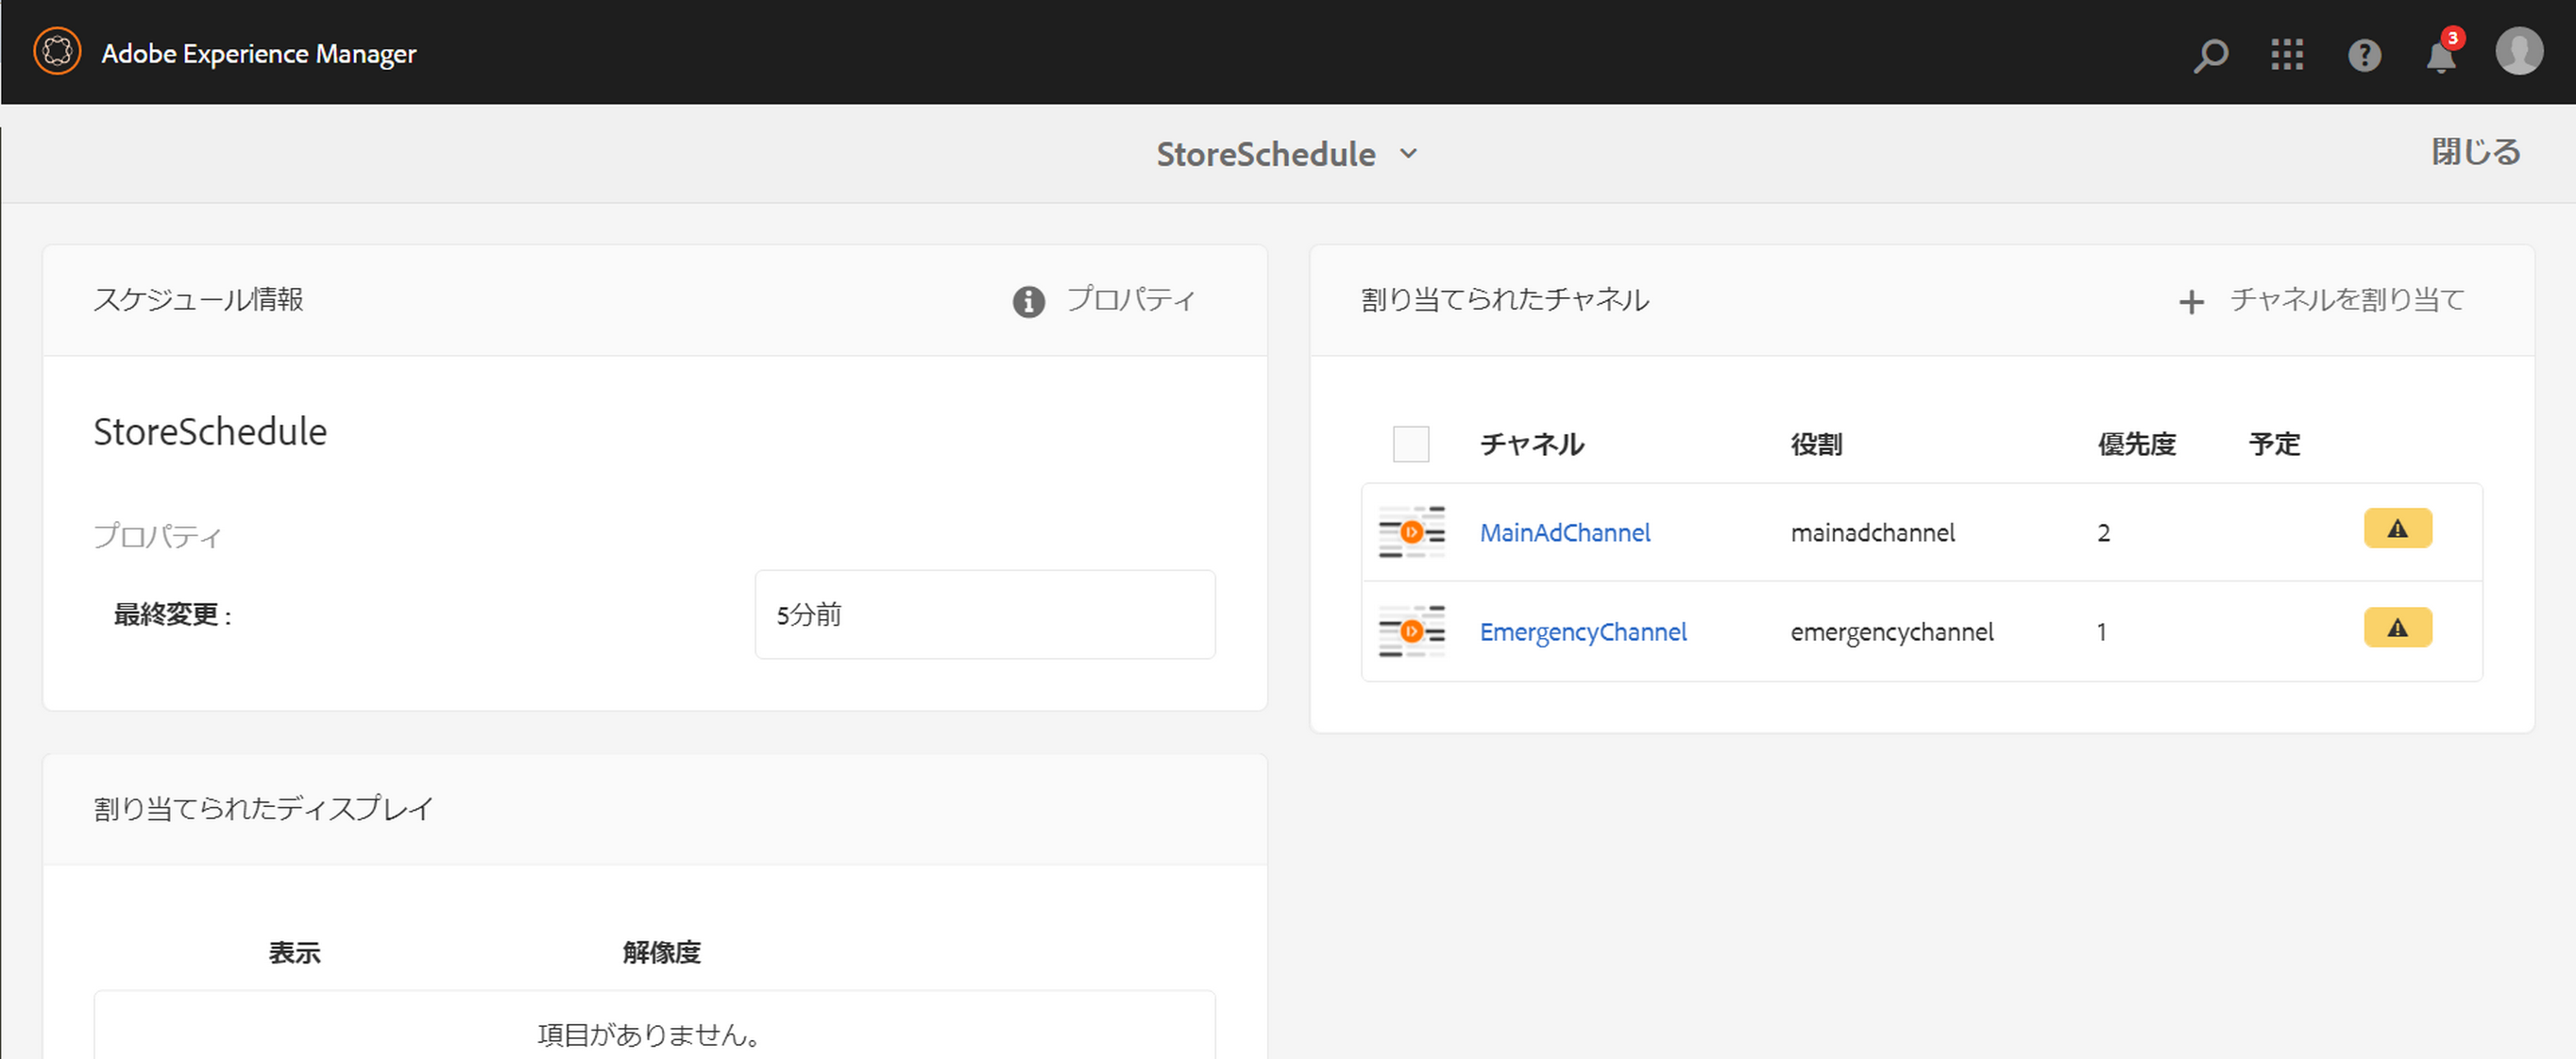 Adobe Experience Manager
3
StoreSchedule
閉じる
スケジュール情報
プロパティ
StoreSchedule
プロパティ
最終変更 :
5分前
割り当てられたチャネル
+ チャネルを割り当て
チャネル 役割 優先度 予定
MainAdChannel mainadchannel 2
EmergencyChannel emergencychannel 1
割り当てられたディスプレイ
表示 解像度
項目がありません。